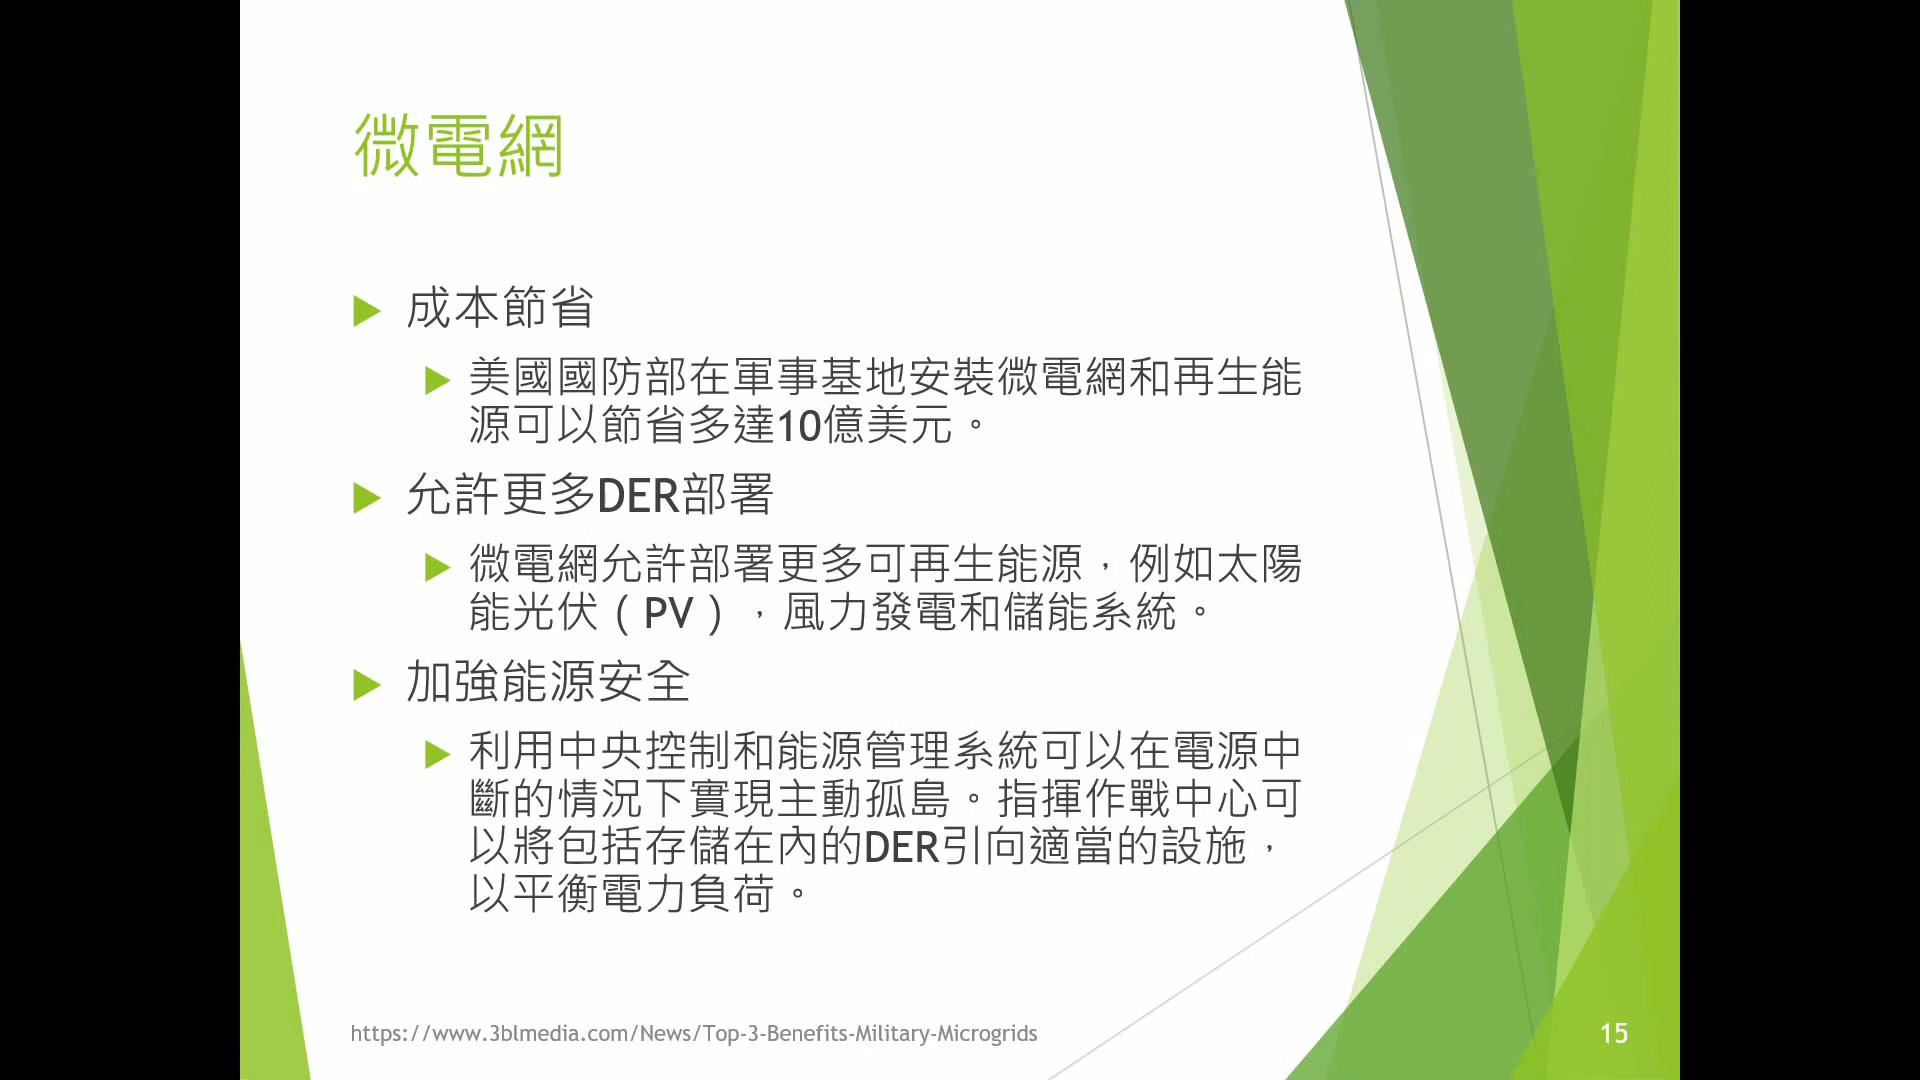 微電網
成本節省
美國國防部在軍事基地安裝微電網和再生能
源可以節省多達10億美元。
允許更多DER部署
微電網允許部署更多可再生能源，例如太陽
能光伏（PV），風力發電和儲能系統。
加強能源安全
利用中央控制和能源管理系統可以在電源中
斷的情況下實現主動孤島。指揮作戰中心可
以將包括存儲在內的DER引向適當的設施，
以平衡電力負荷。
https://www.3blmedia.com/News/Top-3-Benefits-Military-Microgrids
15